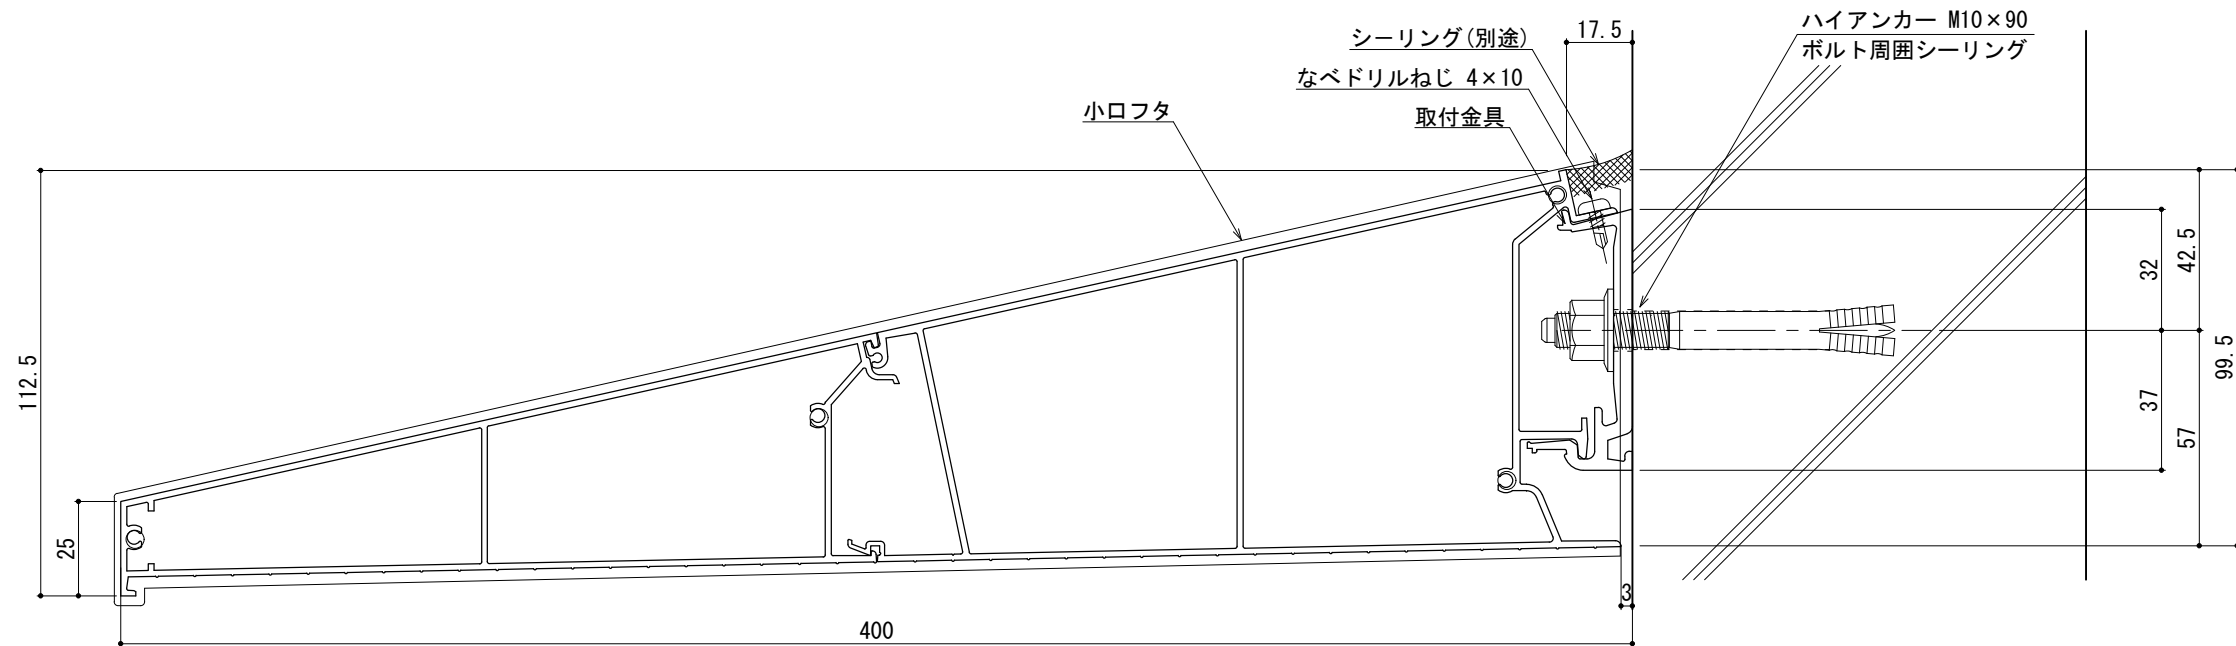 ハイアンカー M10×90
ボルト周囲シーリング
17.5
シーリング(別途)
なべドリルねじ 4×10
取付金具
小口フタ
112.5
25
32
42.5
37
57
99.5
3
400